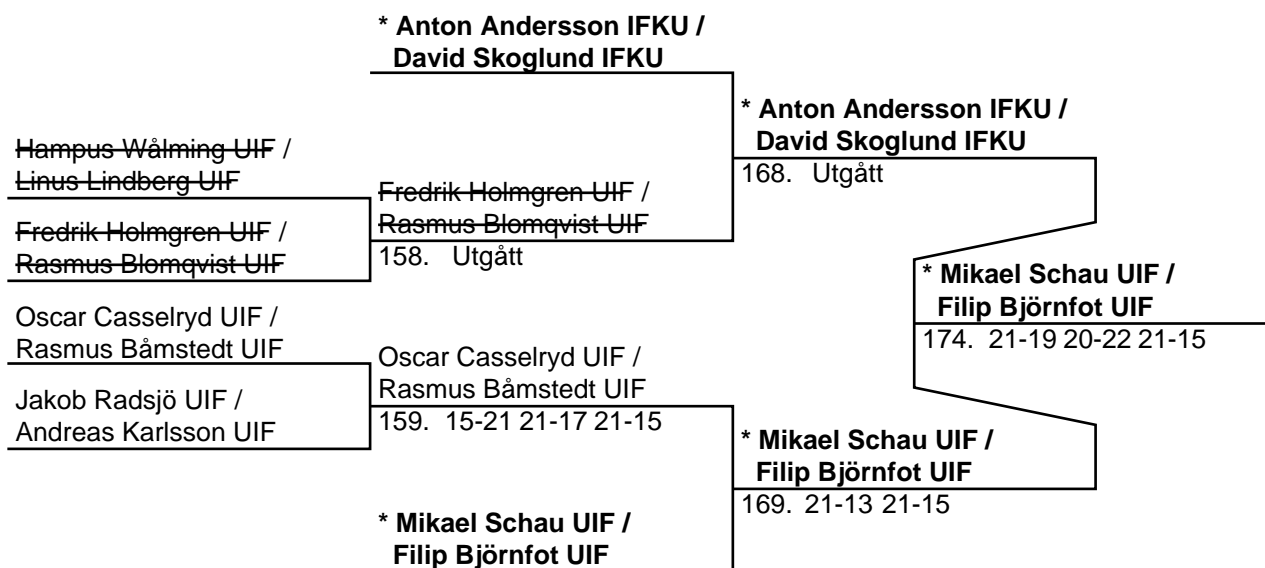 * Anton Andersson IFKU /
David Skoglund IFKU
* Anton Andersson IFKU /
David Skoglund IFKU
168. Utgått
Hampus Wålming UIF /
Linus Lindberg UIF
Fredrik Holmgren UIF /
Rasmus Blomqvist UIF
Fredrik Holmgren UIF /
Rasmus Blomqvist UIF
158. Utgått
* Mikael Schau UIF /
Filip Björnfot UIF
174. 21-19 20-22 21-15
Oscar Casselryd UIF /
Rasmus Båmstedt UIF
Jakob Radsjö UIF /
Andreas Karlsson UIF
Oscar Casselryd UIF /
Rasmus Båmstedt UIF
159. 15-21 21-17 21-15
* Mikael Schau UIF /
Filip Björnfot UIF
169. 21-13 21-15
* Mikael Schau UIF /
Filip Björnfot UIF